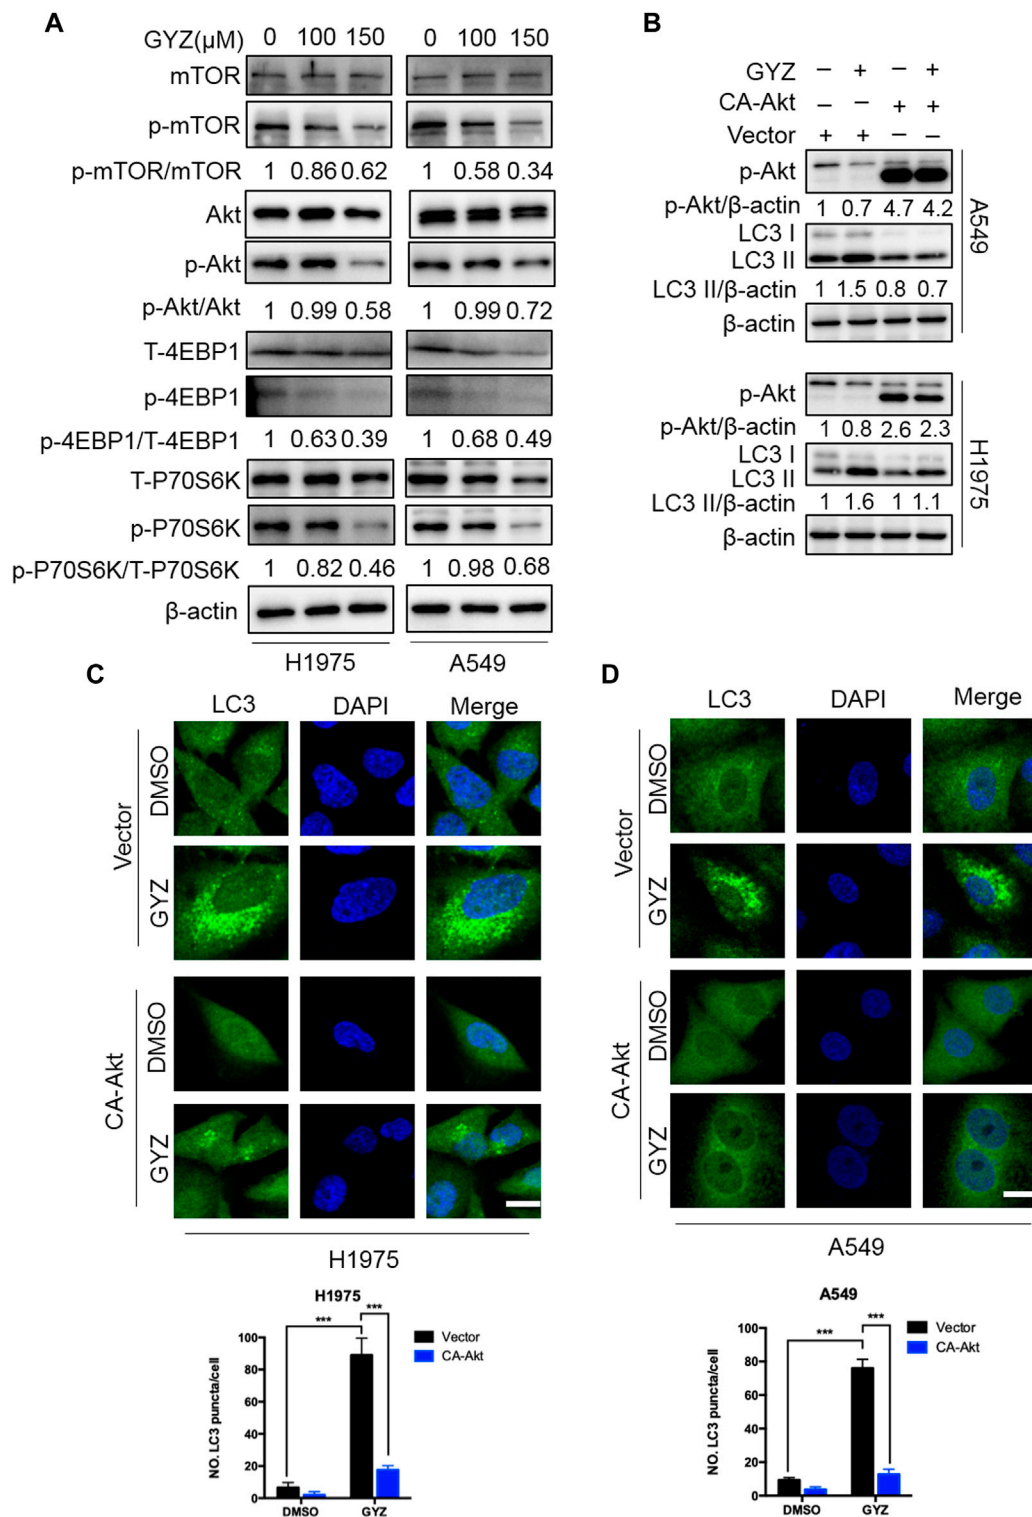 A
GYZ(μM) 0 100 150 0 100 150
mTOR
p-mTOR
p-mTOR/mTOR 1 0.86 0.62 1 0.58 0.34
Akt
p-Akt
p-Akt/Akt 1 0.99 0.58 1 0.99 0.72
T-4EBP1
p-4EBP1
p-4EBP1/T-4EBP1 1 0.63 0.39 1 0.68 0.49
T-P70S6K
p-P70S6K
p-P70S6K/T-P70S6K 1 0.82 0.46 1 0.98 0.68
β-actin
H1975 A549
B
GYZ − + − +
CA-Akt − − + +
Vector + + − −
p-Akt
p-Akt/β-actin 1 0.7 4.7 4.2
LC3 I
LC3 II
LC3 II/β-actin 1 1.5 0.8 0.7
β-actin
A549
p-Akt
p-Akt/β-actin 1 0.8 2.6 2.3
LC3 I
LC3 II
LC3 II/β-actin 1 1.6 1 1.1
β-actin
H1975
C
LC3 DAPI Merge
Vector
DMSO
GYZ
CA-Akt
DMSO
GYZ
H1975
H1975
***
***
Vector
CA-Akt
NO. LC3 puncta/cell
100
80
60
40
20
0
DMSO GYZ
D
LC3 DAPI Merge
Vector
DMSO
GYZ
CA-Akt
DMSO
GYZ
A549
A549
***
***
Vector
CA-Akt
NO. LC3 puncta/cell
100
80
60
40
20
0
DMSO GYZ